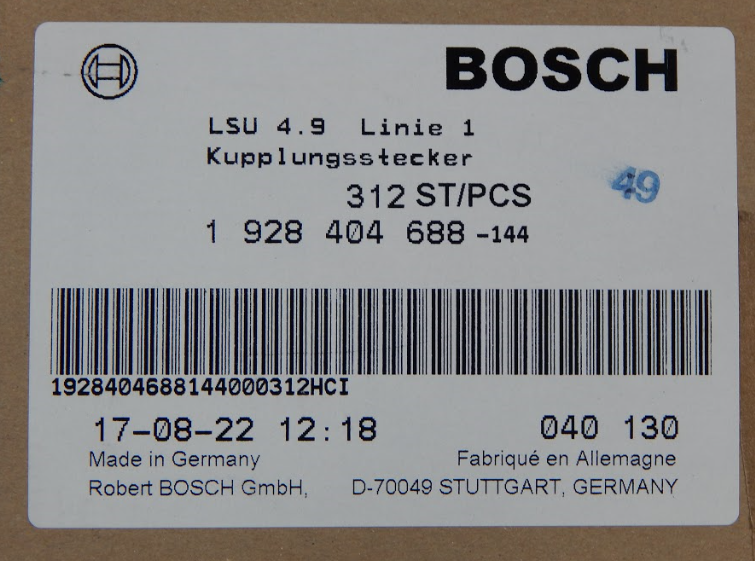 BOSCH
LSU 4.9 Linie 1
Kupplungsstecker
312 ST/PCS
49
1 928 404 688 -144
1928404688144000312HCI
17-08-22 12:18 040 130
Made in Germany Fabriqué en Allemagne
Robert BOSCH GmbH, D-70049 STUTTGART, GERMANY